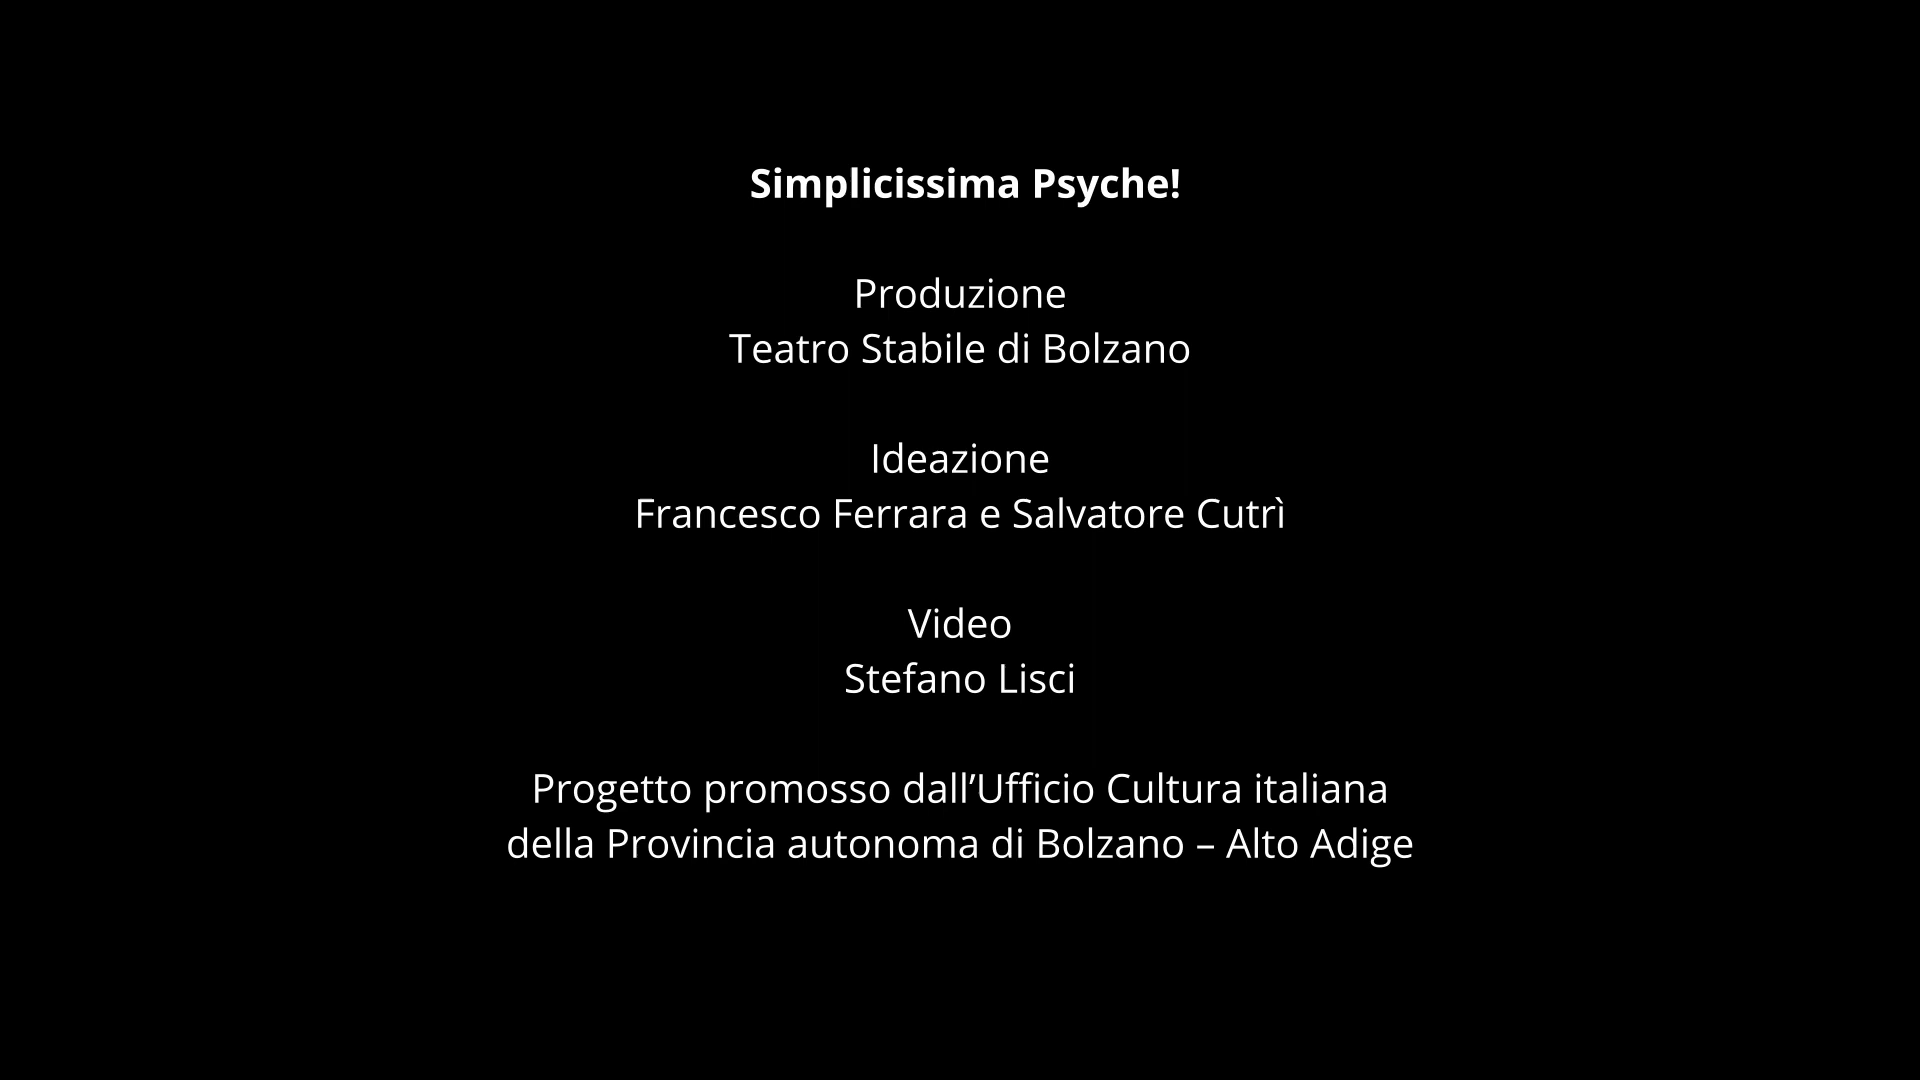 Simplicissima Psyche!
Produzione
Teatro Stabile di Bolzano
Ideazione
Francesco Ferrara e Salvatore Cutrì
Video
Stefano Lisci
Progetto promosso dall’Ufficio Cultura italiana
della Provincia autonoma di Bolzano – Alto Adige